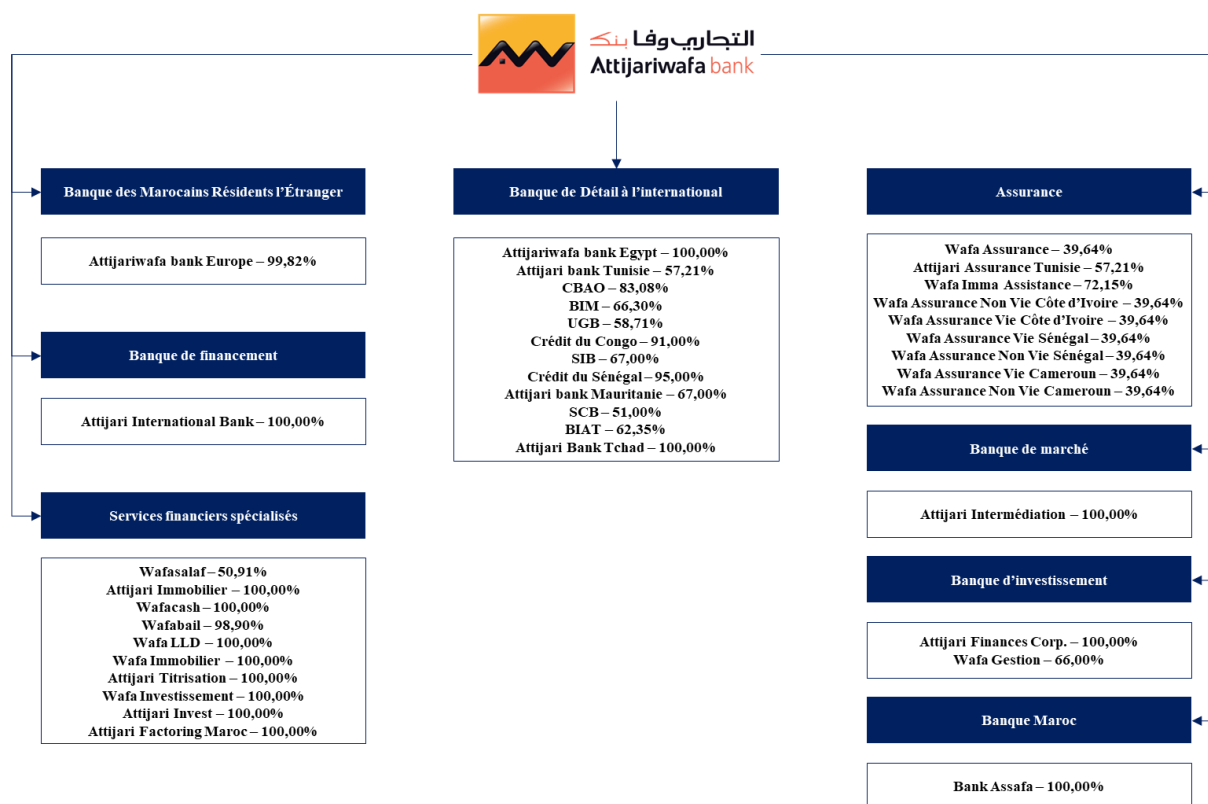 التجاري وفا بنك
Attijariwafa bank
Banque des Marocains Résidents l’Étranger
Attijariwafa bank Europe – 99,82%
Banque de financement
Attijari International Bank – 100,00%
Services financiers spécialisés
Wafasalaf – 50,91%
Attijari Immobilier – 100,00%
Wafacash – 100,00%
Wafabail – 98,90%
Wafa LLD – 100,00%
Wafa Immobilier – 100,00%
Attijari Titrisation – 100,00%
Wafa Investissement – 100,00%
Attijari Invest – 100,00%
Attijari Factoring Maroc – 100,00%
Banque de Détail à l’international
Attijariwafa bank Egypt – 100,00%
Attijari bank Tunisie – 57,21%
CBAO – 83,08%
BIM – 66,30%
UGB – 58,71%
Crédit du Congo – 91,00%
SIB – 67,00%
Crédit du Sénégal – 95,00%
Attijari bank Mauritanie – 67,00%
SCB – 51,00%
BIAT – 62,35%
Attijari Bank Tchad – 100,00%
Assurance
Wafa Assurance – 39,64%
Attijari Assurance Tunisie – 57,21%
Wafa Imma Assistance – 72,15%
Wafa Assurance Non Vie Côte d’Ivoire – 39,64%
Wafa Assurance Vie Côte d’Ivoire – 39,64%
Wafa Assurance Vie Sénégal – 39,64%
Wafa Assurance Non Vie Sénégal – 39,64%
Wafa Assurance Vie Cameroun – 39,64%
Wafa Assurance Non Vie Cameroun – 39,64%
Banque de marché
Attijari Intermédiation – 100,00%
Banque d’investissement
Attijari Finances Corp. – 100,00%
Wafa Gestion – 66,00%
Banque Maroc
Bank Assafa – 100,00%